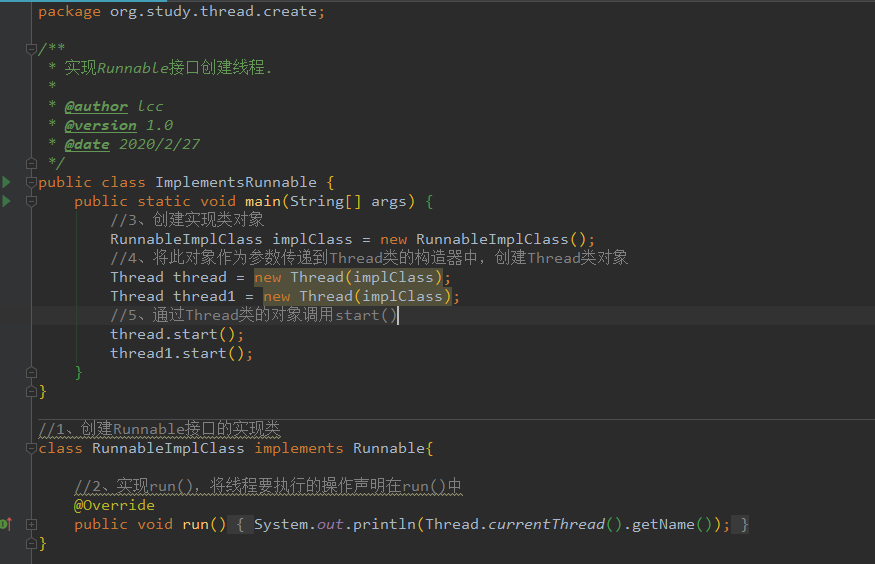 package org.study.thread.create;
/**
 * 实现Runnable接口创建线程.
 *
 * @author lcc
 * @version 1.0
 * @date 2020/2/27
 */
public class ImplementsRunnable {
    public static void main(String[] args) {
        //3、创建实现类对象
        RunnableImplClass implClass = new RunnableImplClass();
        //4、将此对象作为参数传递到Thread类的构造器中，创建Thread类对象
        Thread thread = new Thread(implClass);
        Thread thread1 = new Thread(implClass);
        //5、通过Thread类的对象调用start()
        thread.start();
        thread1.start();
    }
}
//1、创建Runnable接口的实现类
class RunnableImplClass implements Runnable{
    //2、实现run()，将线程要执行的操作声明在run()中
    @Override
    public void run() { System.out.println(Thread.currentThread().getName()); }
}